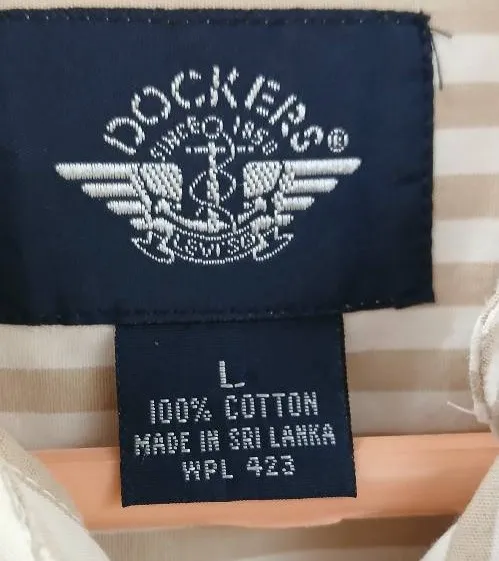 DOCKERS®
SINCE 1850
LEVI'S®
L
100% COTTON
MADE IN SRI LANKA
WPL 423